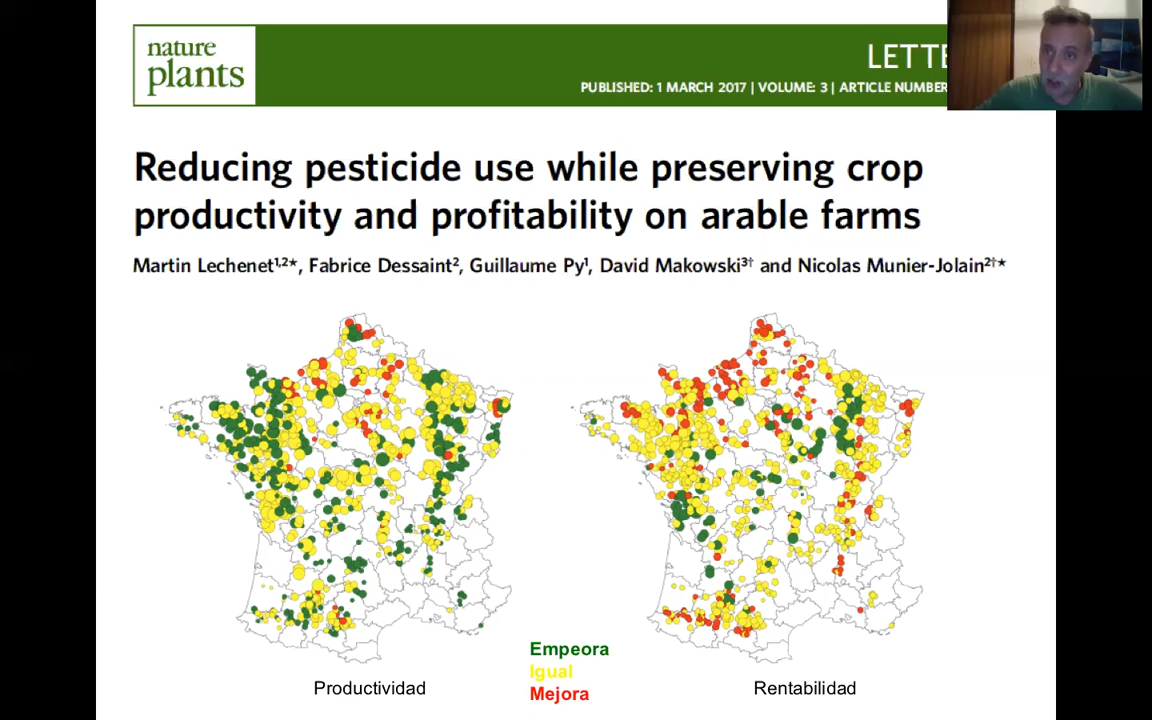 nature
plants
LETTE
PUBLISHED: 1 MARCH 2017 | VOLUME: 3 | ARTICLE NUMBER
Reducing pesticide use while preserving crop
productivity and profitability on arable farms
Martin Lechenet¹,²*, Fabrice Dessaint², Guillaume Py¹, David Makowski³† and Nicolas Munier-Jolain²†*
Empeora
Igual
Mejora
Productividad
Rentabilidad